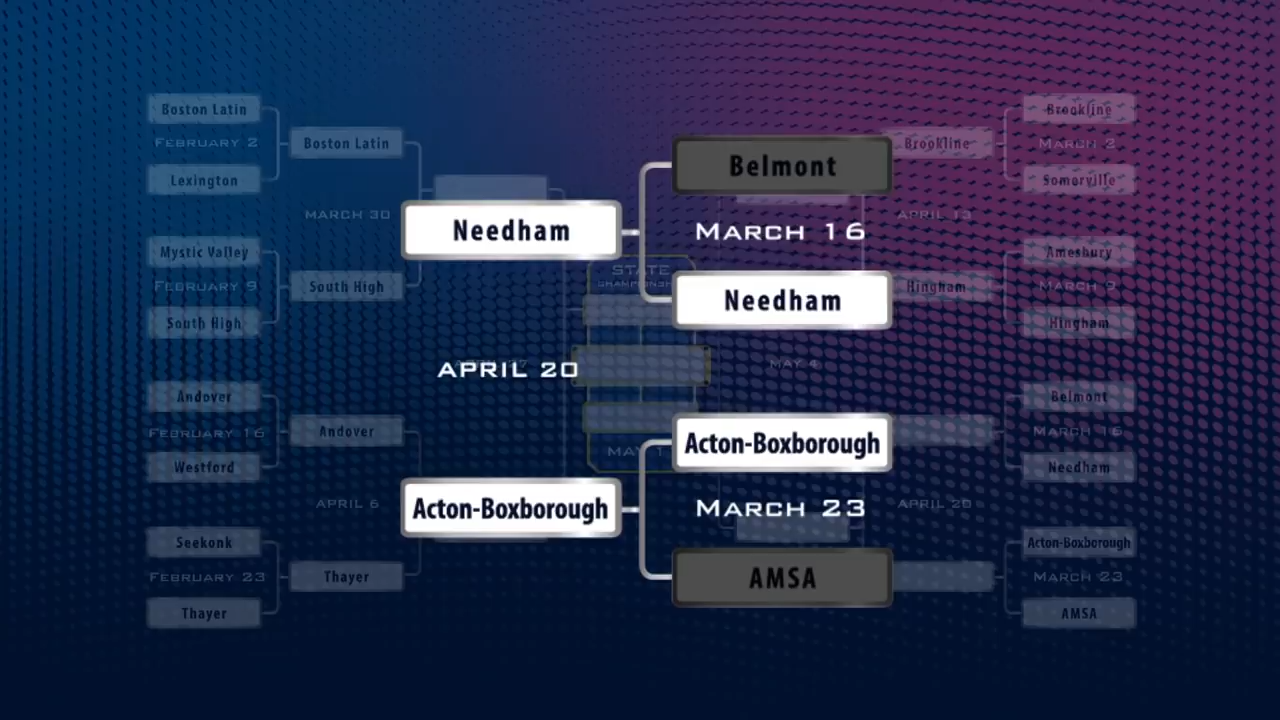 Boston Latin
February 2
Lexington
Boston Latin
March 30
Mystic Valley
February 9
South High
South High
Andover
February 16
Westford
Andover
April 6
Seekonk
February 23
Thayer
Thayer
Needham
April 20
Acton-Boxborough
Belmont
March 16
Needham
Acton-Boxborough
March 23
AMSA
State
May 4
Brookline
April 13
Hingham
April 20
Brookline
March 2
Somerville
Amesbury
March 9
Hingham
Belmont
March 16
Needham
Acton-Boxborough
March 23
AMSA